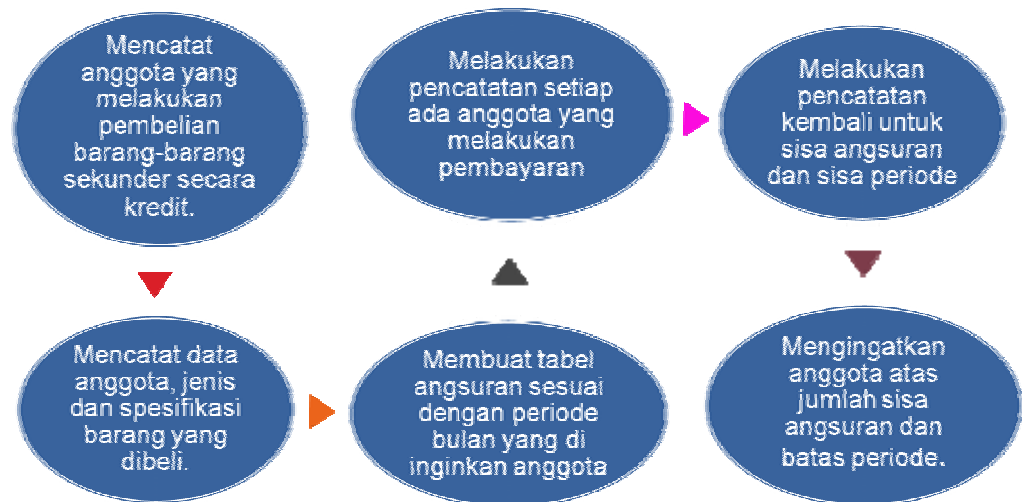 Mencatat
anggota yang
melakukan
pembelian
barang-barang
sekunder secara
kredit.
Mencatat data
anggota, jenis
dan spesifikasi
barang yang
dibeli.
Membuat tabel
angsuran sesuai
dengan periode
bulan yang di
inginkan anggota
Melakukan
pencatatan setiap
ada anggota yang
melakukan
pembayaran
Melakukan
pencatatan
kembali untuk
sisa angsuran
dan sisa periode
Mengingatkan
anggota atas
jumlah sisa
angsuran dan
batas periode.